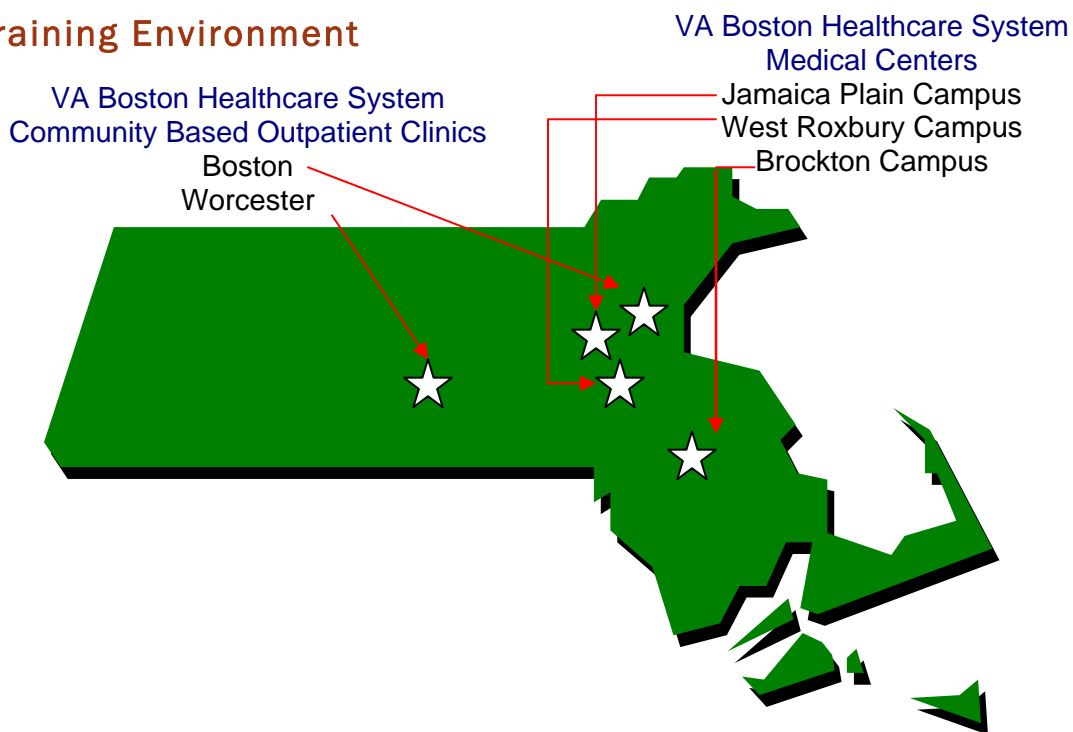 raining Environment
VA Boston Healthcare System
Community Based Outpatient Clinics
Boston
Worcester
VA Boston Healthcare System
Medical Centers
Jamaica Plain Campus
West Roxbury Campus
Brockton Campus